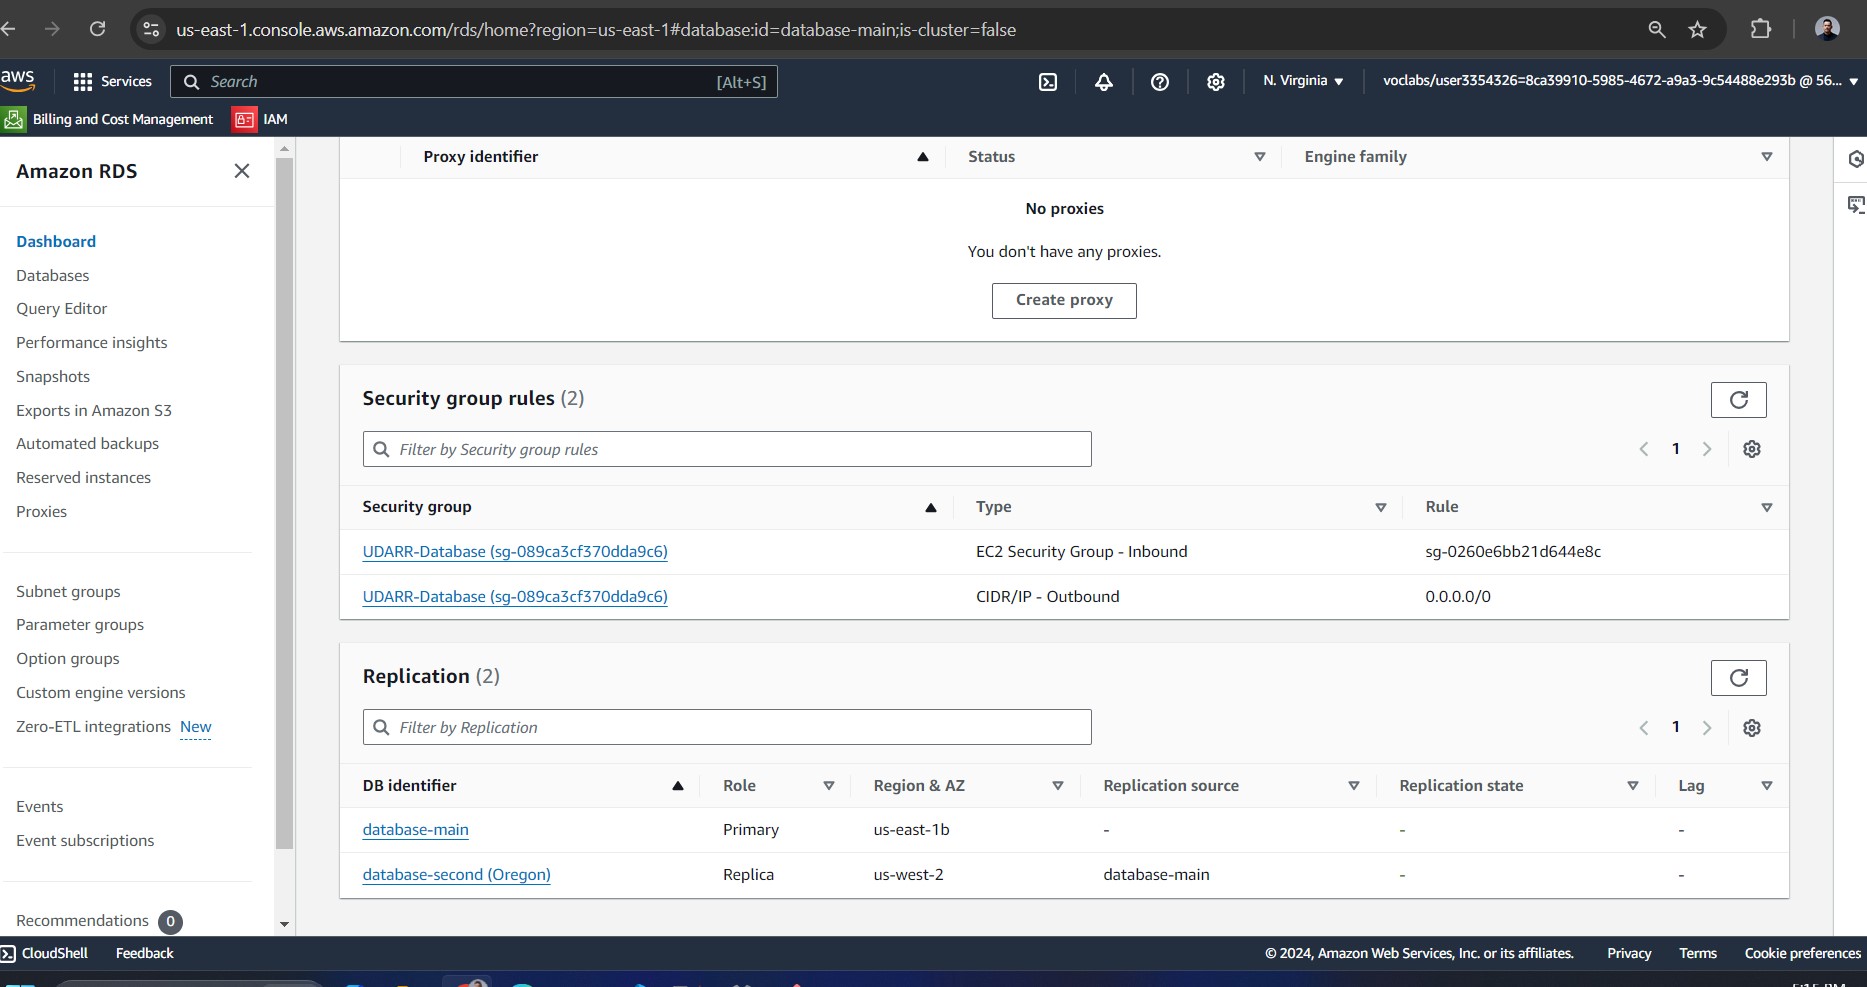 us-east-1.console.aws.amazon.com/rds/home?region=us-east-1#database:id=database-main;is-cluster=false
aws Services Search [Alt+S] N. Virginia voclabs/user3354326=8ca39910-5985-4672-a9a3-9c54488e293b @ 56...
Billing and Cost Management IAM
Amazon RDS
Dashboard
Databases
Query Editor
Performance insights
Snapshots
Exports in Amazon S3
Automated backups
Reserved instances
Proxies
Subnet groups
Parameter groups
Option groups
Custom engine versions
Zero-ETL integrations New
Events
Event subscriptions
Recommendations 0
Proxy identifier Status Engine family
No proxies
You don't have any proxies.
Create proxy
Security group rules (2)
Filter by Security group rules
1
Security group Type Rule
UDARR-Database (sg-089ca3cf370dda9c6) EC2 Security Group - Inbound sg-0260e6bb21d644e8c
UDARR-Database (sg-089ca3cf370dda9c6) CIDR/IP - Outbound 0.0.0.0/0
Replication (2)
Filter by Replication
1
DB identifier Role Region & AZ Replication source Replication state Lag
database-main Primary us-east-1b - - -
database-second (Oregon) Replica us-west-2 database-main - -
CloudShell Feedback © 2024, Amazon Web Services, Inc. or its affiliates. Privacy Terms Cookie preferences